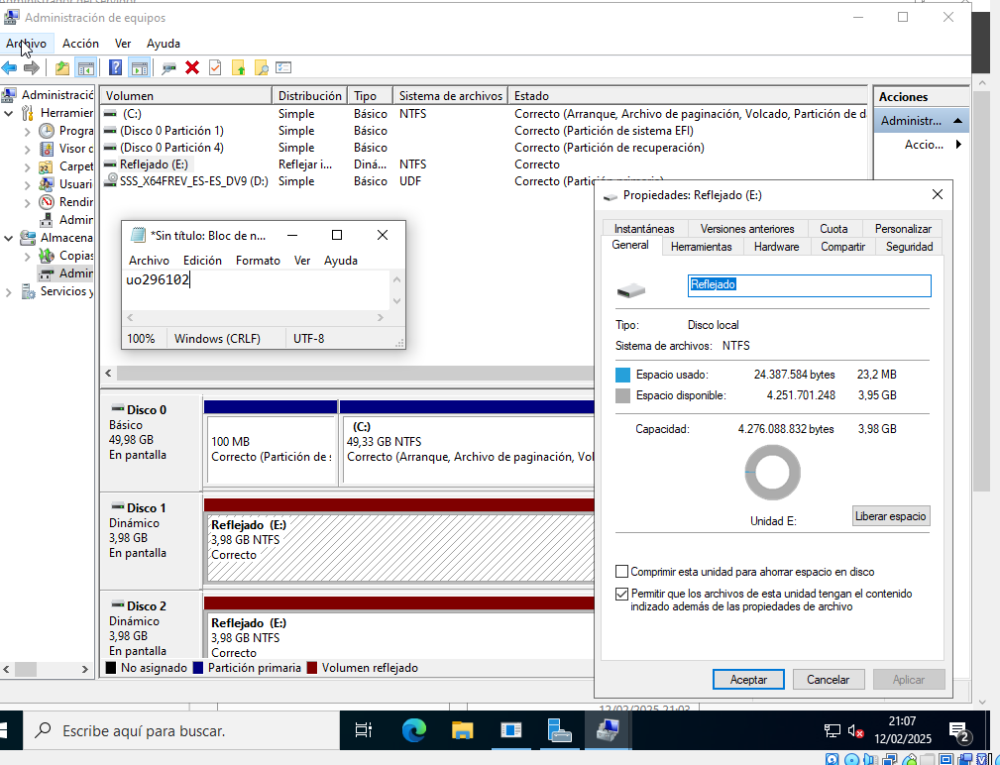 Administración de equipos
Archivo Acción Ver Ayuda
Administració
Herramier
Progra
Visor c
Carpet
Usuari
Rendir
Admin
Almacena
Copias
Admin
Servicios y
Volumen Distribución Tipo Sistema de archivos Estado
(C:) Simple Básico NTFS Correcto (Arranque, Archivo de paginación, Volcado, Partición de d
(Disco 0 Partición 1) Simple Básico Correcto (Partición de sistema EFI)
(Disco 0 Partición 4) Simple Básico Correcto (Partición de recuperación)
Reflejado (E:) Reflejar i... Diná... NTFS Correcto
SSS_X64FREV_ES-ES_DV9 (D:) Simple Básico UDF Correcto (Partición primaria)
Acciones
Administr...
Accio...
*Sin título: Bloc de n...
Archivo Edición Formato Ver Ayuda
uo296102
100% Windows (CRLF) UTF-8
Disco 0
Básico
49,98 GB
En pantalla
100 MB
Correcto (Partición de s
(C:)
49,33 GB NTFS
Correcto (Arranque, Archivo de paginación, Vol
Disco 1
Dinámico
3,98 GB
En pantalla
Reflejado (E:)
3,98 GB NTFS
Correcto
Disco 2
Dinámico
3,98 GB
En pantalla
Reflejado (E:)
3,98 GB NTFS
Correcto
No asignado Partición primaria Volumen reflejado
Propiedades: Reflejado (E:)
Instantáneas Versiones anteriores Cuota Personalizar
General Herramientas Hardware Compartir Seguridad
Reflejado
Tipo: Disco local
Sistema de archivos: NTFS
Espacio usado: 24.387.584 bytes 23,2 MB
Espacio disponible: 4.251.701.248 3,95 GB
Capacidad: 4.276.088.832 bytes 3,98 GB
Unidad E:
Liberar espacio
Comprimir esta unidad para ahorrar espacio en disco
Permitir que los archivos de esta unidad tengan el contenido
indizado además de las propiedades de archivo
Aceptar Cancelar Aplicar
12/02/2025 21:03
Escribe aquí para buscar.
21:07
12/02/2025
2